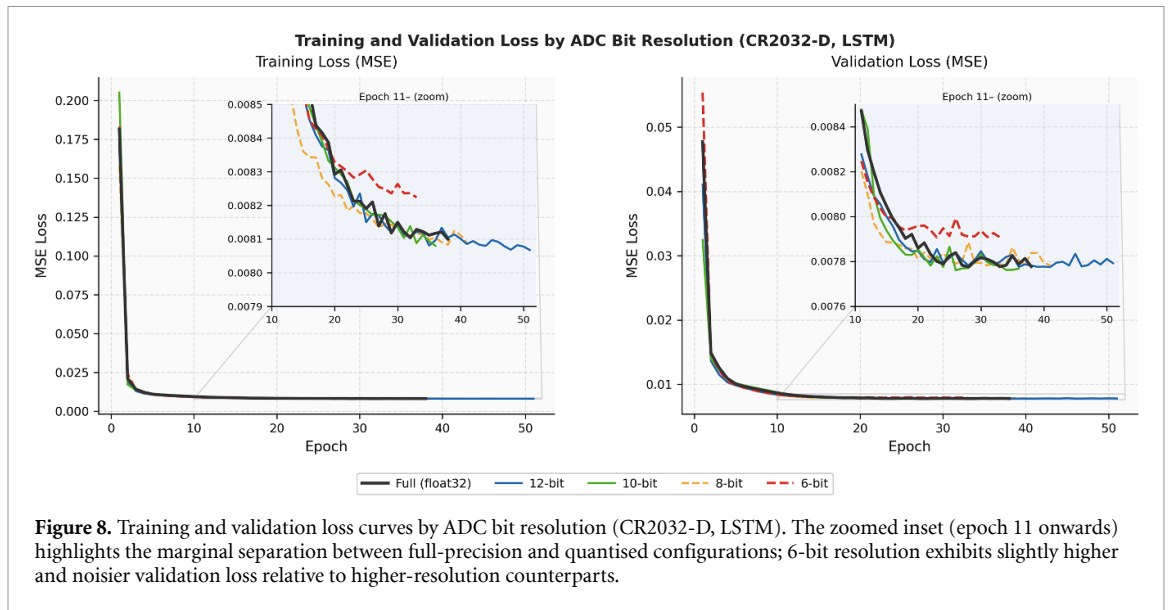 Training and Validation Loss by ADC Bit Resolution (CR2032-D, LSTM)
Training Loss (MSE)
MSE Loss
0.200
0.175
0.150
0.125
0.100
0.075
0.050
0.025
0.000
0 10 20 30 40 50
Epoch
Epoch 11– (zoom)
0.0085
0.0084
0.0083
0.0082
0.0081
0.0080
0.0079
10 20 30 40 50
Validation Loss (MSE)
MSE Loss
0.05
0.04
0.03
0.02
0.01
0 10 20 30 40 50
Epoch
Epoch 11– (zoom)
0.0084
0.0082
0.0080
0.0078
0.0076
10 20 30 40 50
Full (float32) 12-bit 10-bit 8-bit 6-bit
Figure 8. Training and validation loss curves by ADC bit resolution (CR2032-D, LSTM). The zoomed inset (epoch 11 onwards)
highlights the marginal separation between full-precision and quantised configurations; 6-bit resolution exhibits slightly higher
and noisier validation loss relative to higher-resolution counterparts.